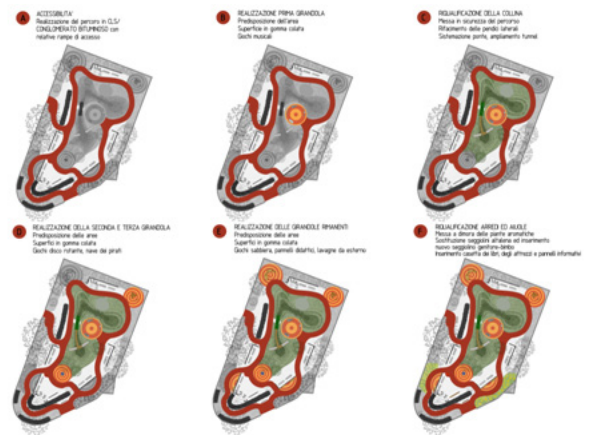 A
ACCESSIBILITA'
Realizzazione del percorso in CLS/
CONGLOMERATO BITUMINOSO con
relative rampe di accesso
B
REALIZZAZIONE PRIMA GIRANDOLA
Predisposizione dell'area
Superficie in gomma colata
Giochi musicali
C
RIQUALIFICAZIONE DELLA COLLINA
Messa in sicurezza del percorso
Rifacimento delle pendici laterali
Sistemazione ponte, ampliamento tunnel
D
REALIZZAZIONE DELLA SECONDA E TERZA GIRANDOLA
Predisposizione delle aree
Superfici in gomma colata
Giochi disco rotante, nave dei pirati
E
REALIZZAZIONE DELLE GIRANDOLE RIMANENTI
Predisposizione delle aree
Superfici in gomma colata
Giochi: sabbiera, pannelli didattici, lavagne da esterno
F
RIQUALIFICAZIONE ARREDI ED AIUOLE
Messa a dimora delle piante aromatiche
Sostituzione seggiolini altalena ed inserimento
nuovo seggiolino genitore-bimbo
Inserimenti casetta dei libri, degli attrezzi e pannelli informativi